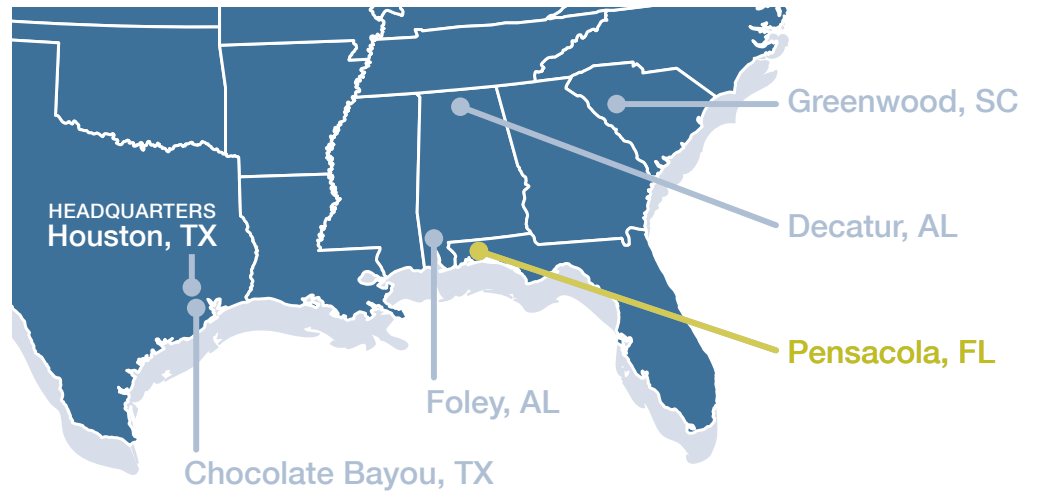 Greenwood, SC
HEADQUARTERS
Houston, TX
Decatur, AL
Pensacola, FL
Foley, AL
Chocolate Bayou, TX